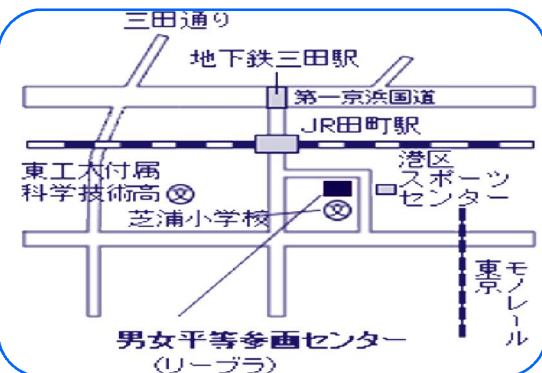 三田通り
地下鉄三田駅
第一京浜国道
JR田町駅
東工大付属
科学技術高
港区
スポーツ
センター
芝浦小学校
東京
モノレール
男女平等参画センター
(リーブラ)